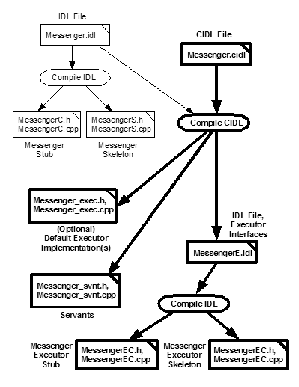 IDL File
Messenger.idl
CIDL File
Messenger.cidl
Compile IDL
MessengerC.h,
MessengerC.cpp
MessengerS.h,
MessengerS.cpp
Messenger
Stub
Messenger
Skeleton
Compile CIDL
Messenger_exec.h,
Messenger_exec.cpp
(Optional)
Default Executor
Implementation(s)
IDL File,
Executor
Interfaces
MessengerE.idl
Messenger_svnt.h,
Messenger_svnt.cpp
Servants
Compile IDL
Messenger
Executor
Stub
MessengerEC.h,
MessengerEC.cpp
Messenger
Executor
Skeleton
MessengerEC.h,
MessengerEC.cpp